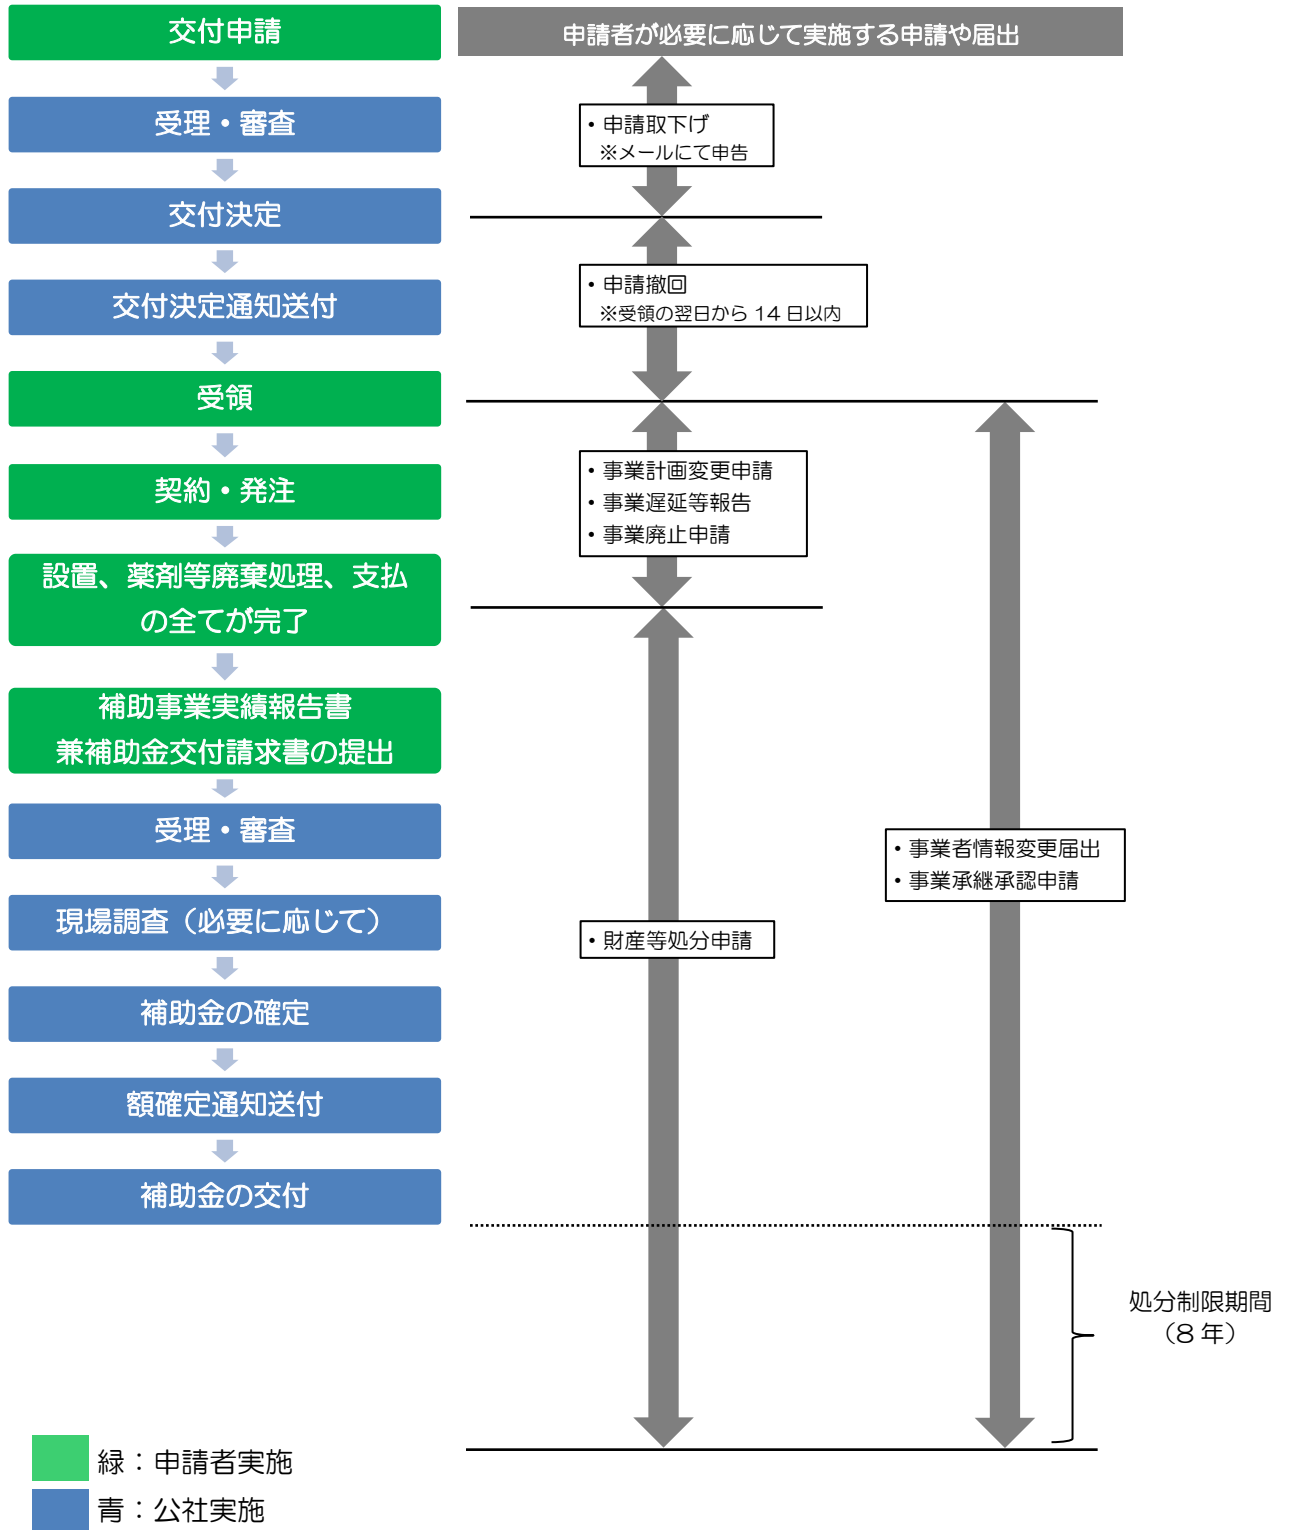 交付申請
受理・審査
交付決定
交付決定通知送付
受領
契約・発注
設置、薬剤等廃棄処理、支払
の全てが完了
補助事業実績報告書
兼補助金交付請求書の提出
受理・審査
現場調査（必要に応じて）
補助金の確定
額確定通知送付
補助金の交付
申請者が必要に応じて実施する申請や届出
・申請取下げ
※メールにて申告
・申請撤回
※受領の翌日から 14 日以内
・事業計画変更申請
・事業遅延等報告
・事業廃止申請
・財産等処分申請
・事業者情報変更届出
・事業承継承認申請
処分制限期間
（8 年）
緑：申請者実施
青：公社実施